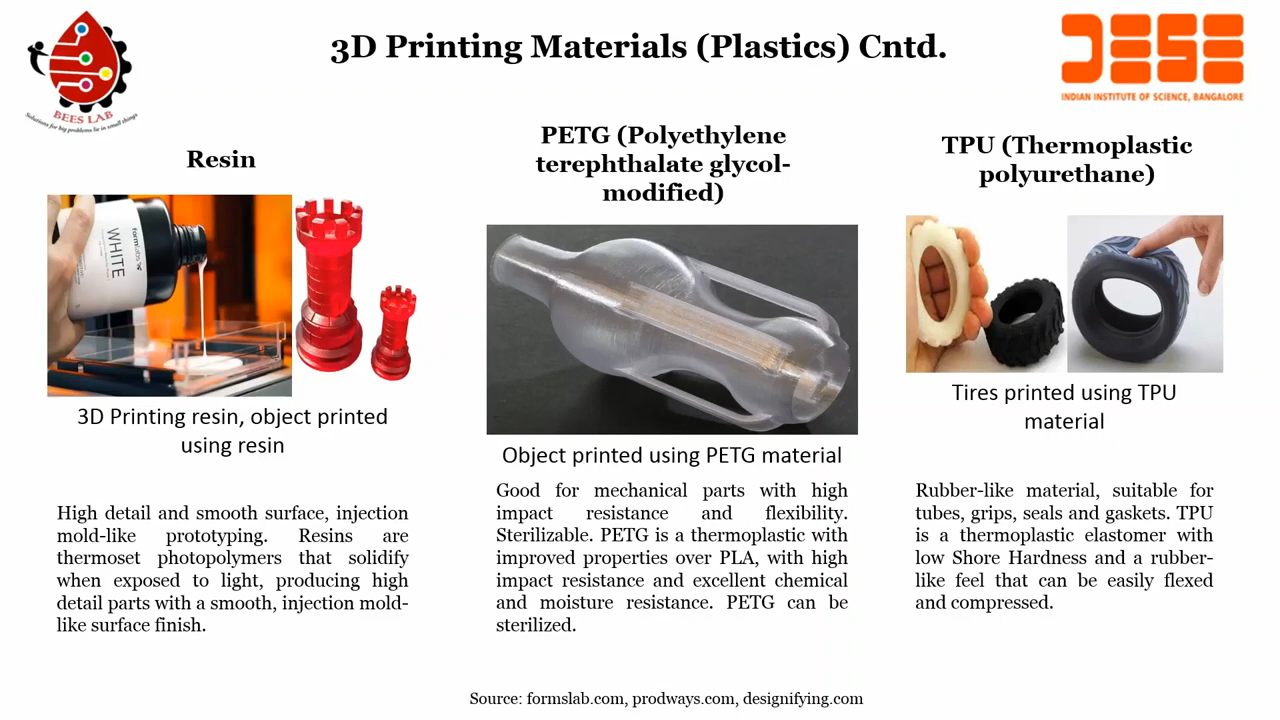 3D Printing Materials (Plastics) Cntd.
BEES LAB
Solutions for big problems lie in small things
DESE
INDIAN INSTITUTE OF SCIENCE, BANGALORE
Resin
formlabs
WHITE
3D Printing resin, object printed
using resin
High detail and smooth surface, injection
mold-like prototyping. Resins are
thermoset photopolymers that solidify
when exposed to light, producing high
detail parts with a smooth, injection mold-
like surface finish.
PETG (Polyethylene
terephthalate glycol-
modified)
Object printed using PETG material
Good for mechanical parts with high
impact resistance and flexibility.
Sterilizable. PETG is a thermoplastic with
improved properties over PLA, with high
impact resistance and excellent chemical
and moisture resistance. PETG can be
sterilized.
TPU (Thermoplastic
polyurethane)
Tires printed using TPU
material
Rubber-like material, suitable for
tubes, grips, seals and gaskets. TPU
is a thermoplastic elastomer with
low Shore Hardness and a rubber-
like feel that can be easily flexed
and compressed.
Source: formslab.com, prodways.com, designifying.com